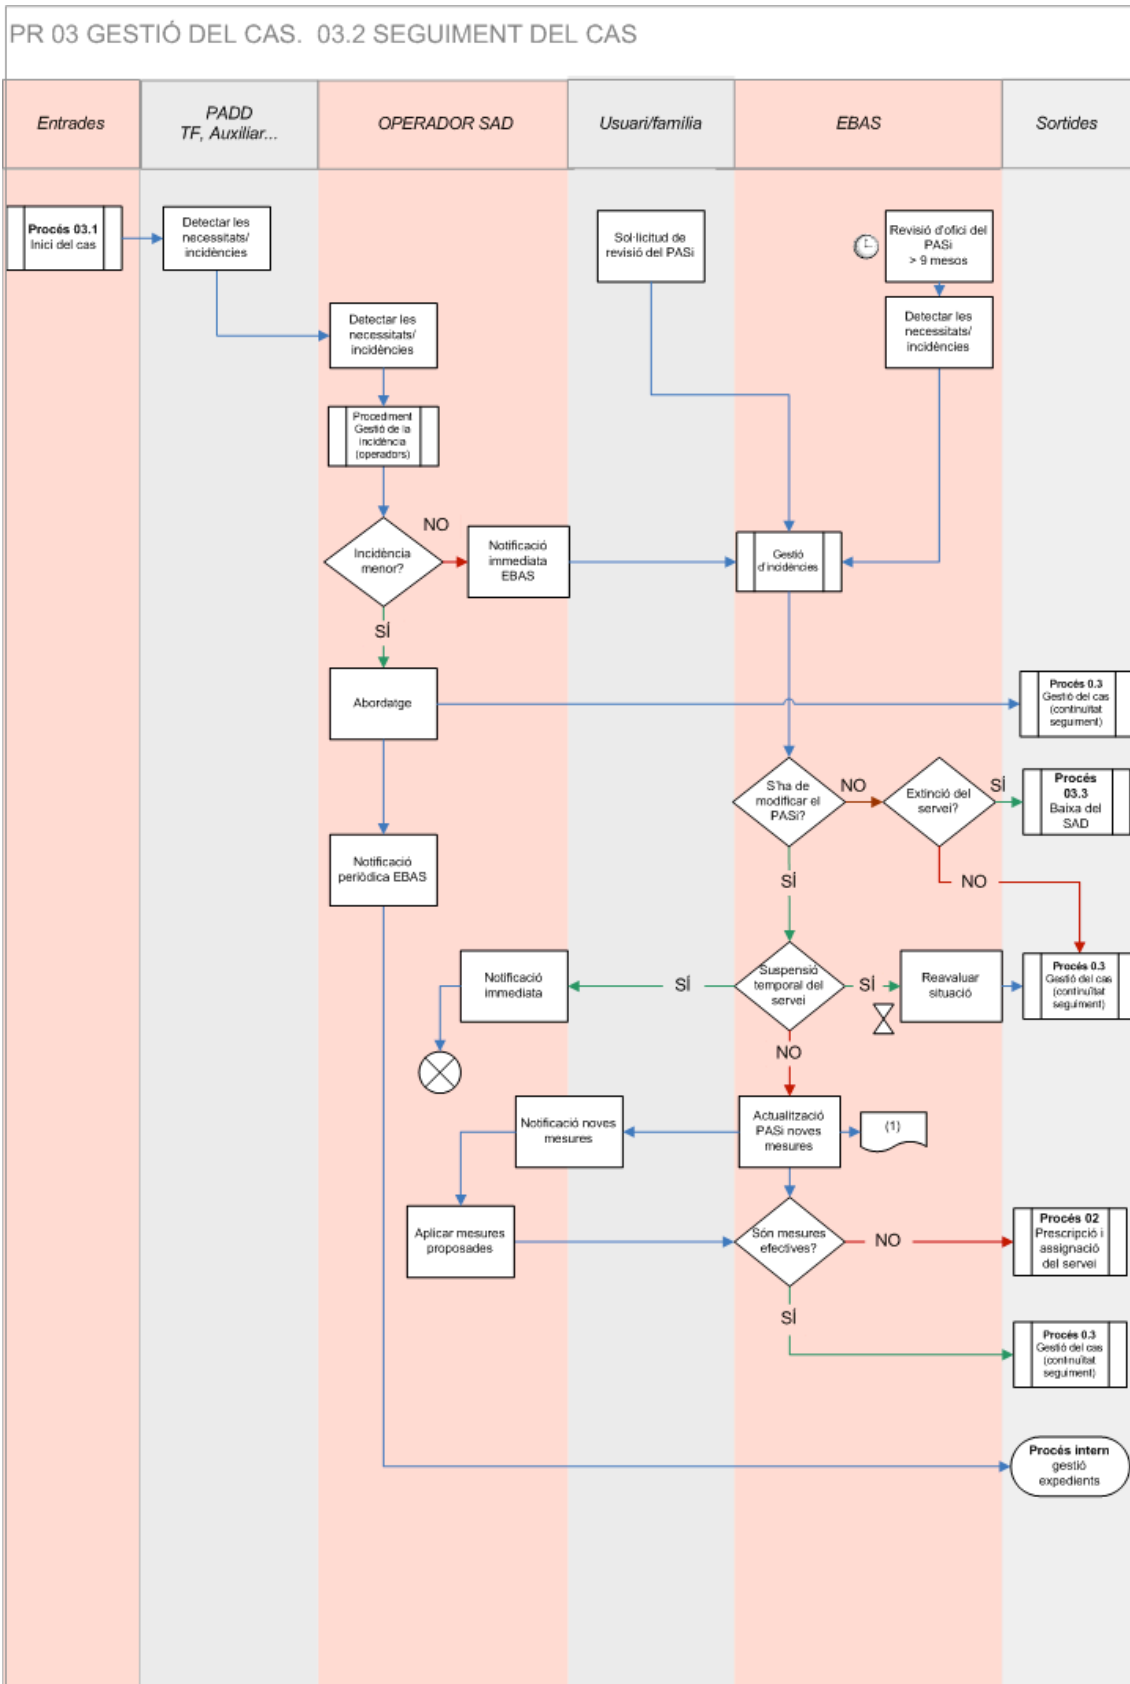 PR 03 GESTIÓ DEL CAS.  03.2 SEGUIMENT DEL CAS
Entrades
PADD
TF, Auxiliar...
OPERADOR SAD
Usuari/familia
EBAS
Sortides
Procés 03.1
Inici del cas
Detectar les
necessitats/
incidències
Sol·licitud de
revisió del PASi
Revisió d'ofici del
PASi
> 9 mesos
Detectar les
necessitats/
incidències
Detectar les
necessitats/
incidències
Procediment
Gestió de la
incidència
(operadors)
Incidència
menor?
NO
Notificació
immediata
EBAS
Gestió
d'incidències
SÍ
Abordatge
Procés 0.3
Gestió del cas
(continuïtat
seguiment)
S'ha de
modificar el
PASi?
NO
Extinció del
servei?
SÍ
Procés
03.3
Baixa del
SAD
Notificació
periòdica EBAS
SÍ
NO
Notificació
immediata
SÍ
Suspensió
temporal del
servei
SÍ
Reavaluar
situació
Procés 0.3
Gestió del cas
(continuïtat
seguiment)
NO
Notificació noves
mesures
Actualització
PASi noves
mesures
(1)
Aplicar mesures
proposades
Són mesures
efectives?
NO
Procés 02
Prescripció i
assignació
del servei
SÍ
Procés 0.3
Gestió del cas
(continuïtat
seguiment)
Procés intern
gestió
expedients